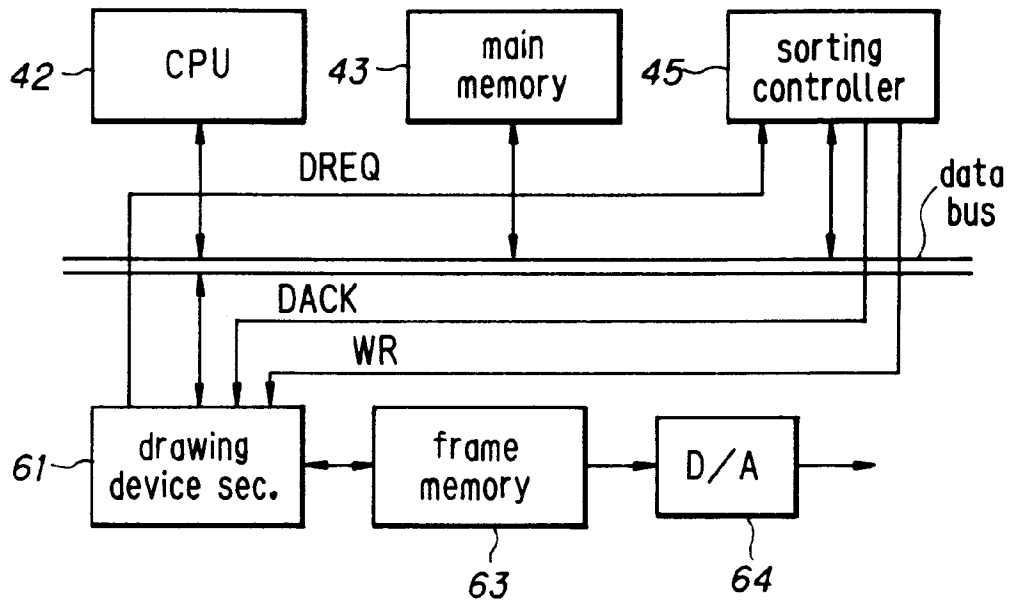 42
CPU
43
main
memory
45
sorting
controller
DREQ
data
bus
DACK
WR
61
drawing
device sec.
frame
memory
D/A
63
64